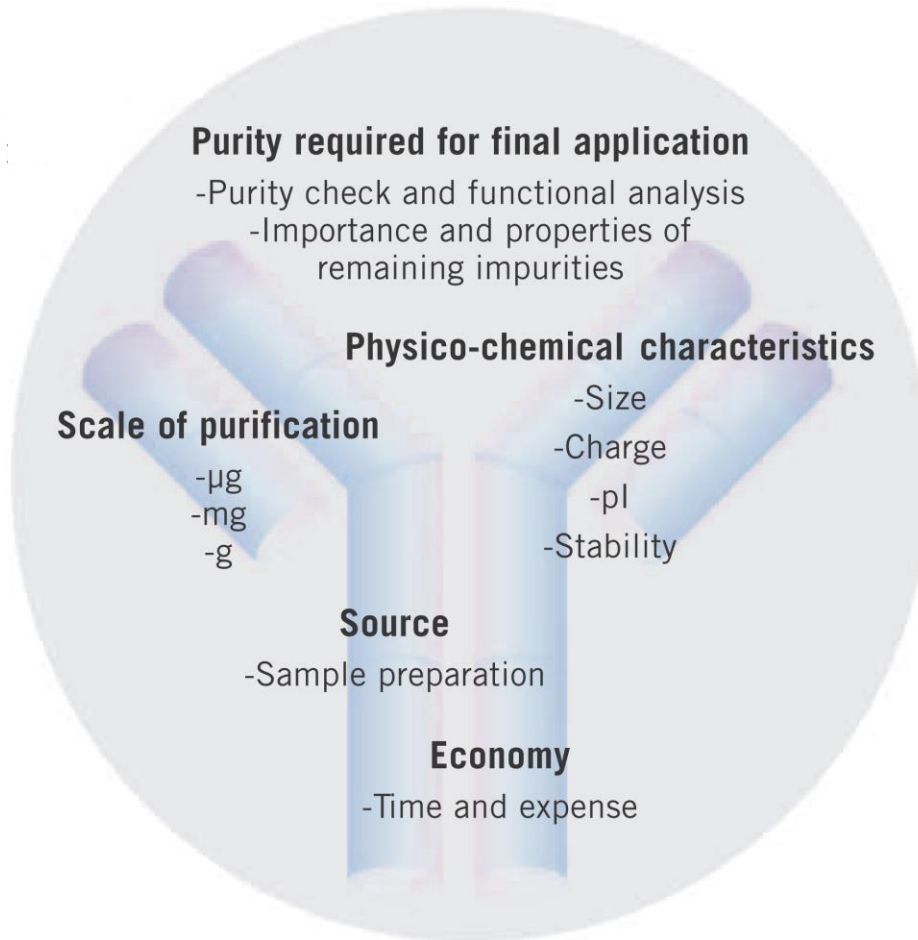 Purity required for final application
-Purity check and functional analysis
-Importance and properties of
remaining impurities
Physico-chemical characteristics
-Size
-Charge
-pI
-Stability
Scale of purification
-µg
-mg
-g
Source
-Sample preparation
Economy
-Time and expense